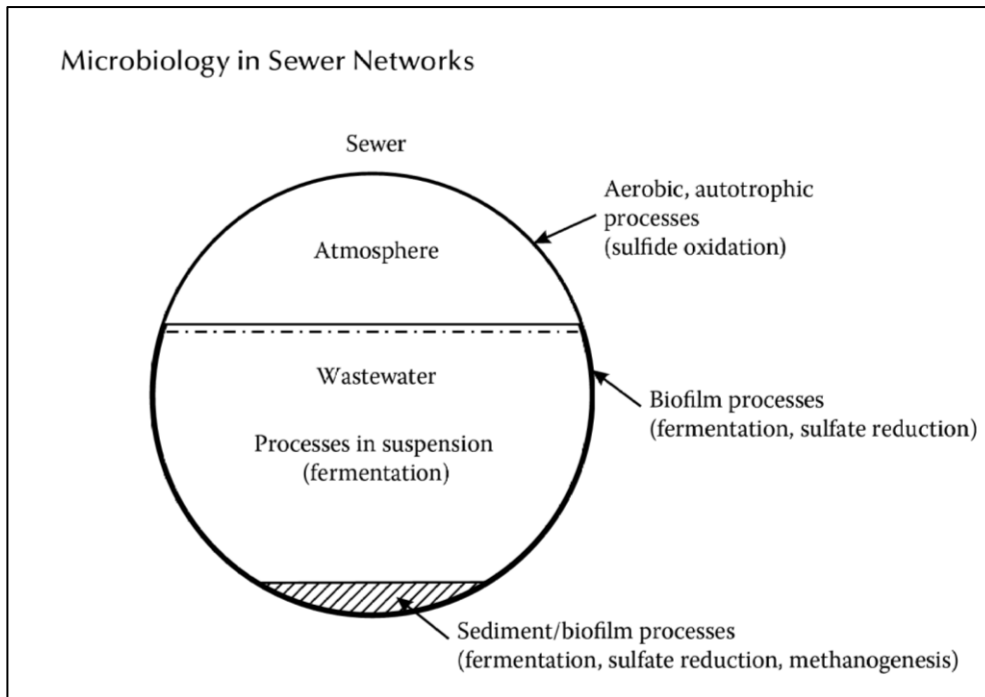 Microbiology in Sewer Networks
Sewer
Aerobic, autotrophic
processes
(sulfide oxidation)
Atmosphere
Wastewater
Biofilm processes
(fermentation, sulfate reduction)
Processes in suspension
(fermentation)
Sediment/biofilm processes
(fermentation, sulfate reduction, methanogenesis)